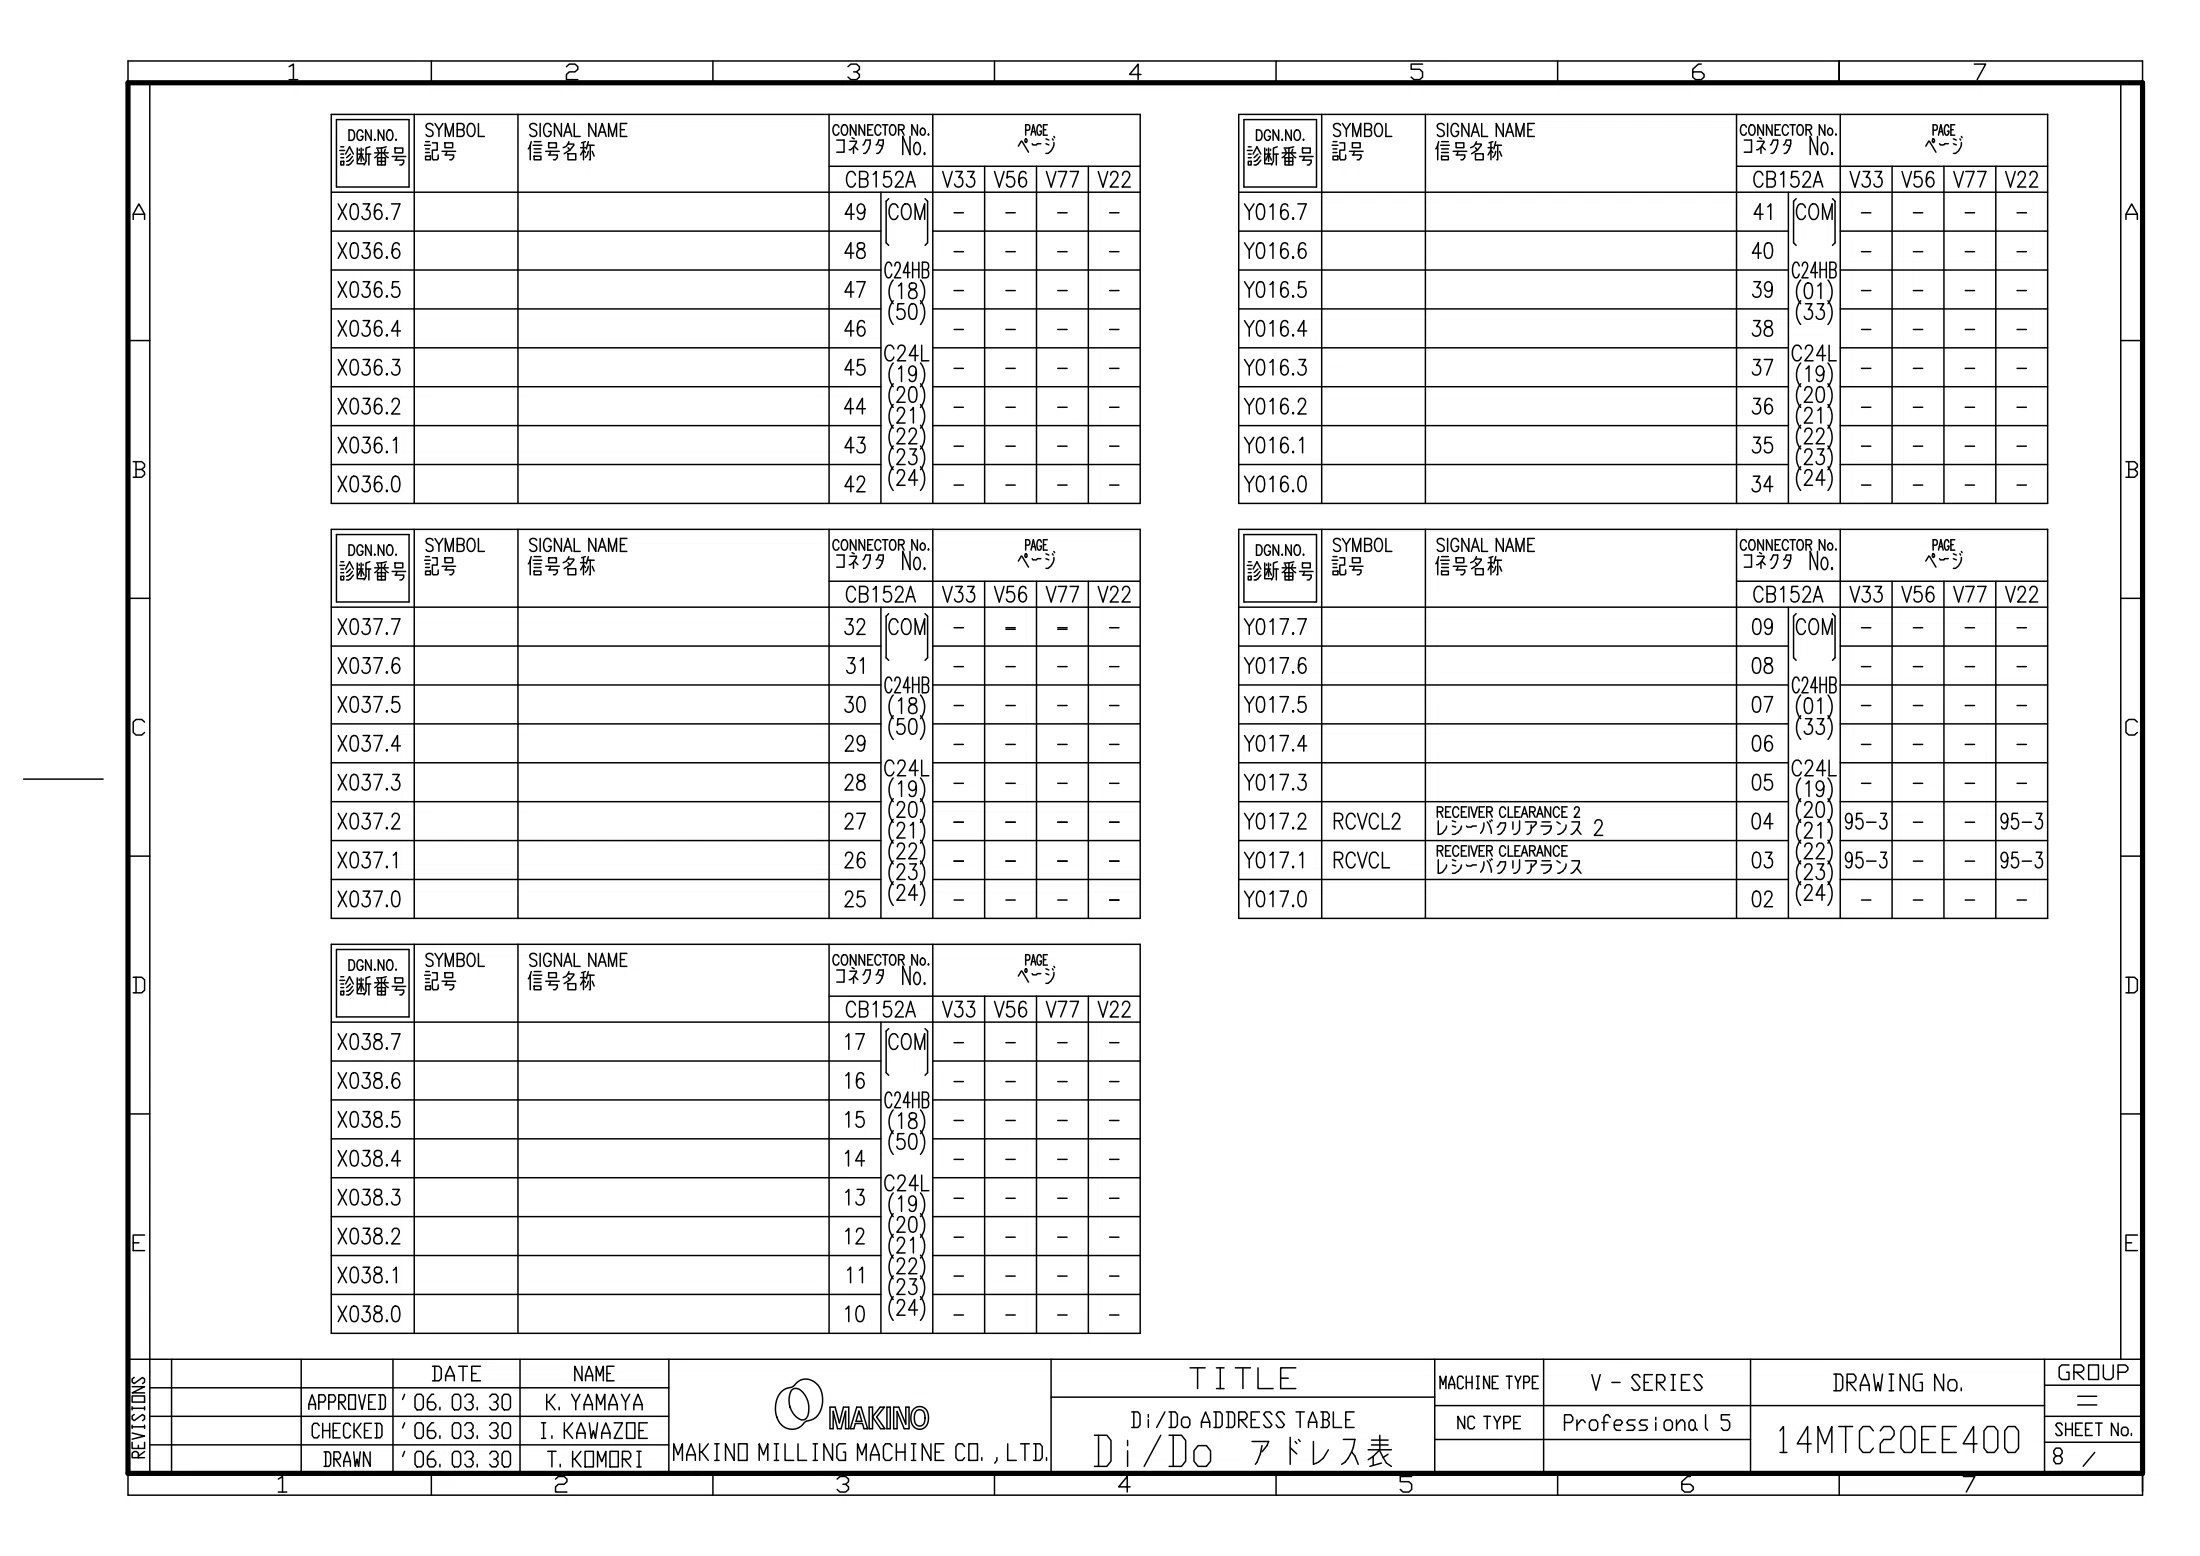 1 2 3 4 5 6 7
A
B
C
D
E
DGN.NO. SYMBOL SIGNAL NAME CONNECTOR No. PAGE
診断番号 記号 信号名称 コネクタ No. ページ
CB152A V33 V56 V77 V22
X036.7 49 [COM] − − − −
X036.6 48 − − − −
C24HB
X036.5 47 (18) − − − −
(50)
X036.4 46 − − − −
C24L
X036.3 45 (19) − − − −
(20)
X036.2 44 (21) − − − −
X036.1 43 (22) − − − −
(23)
X036.0 42 (24) − − − −
DGN.NO. SYMBOL SIGNAL NAME CONNECTOR No. PAGE
診断番号 記号 信号名称 コネクタ No. ページ
CB152A V33 V56 V77 V22
X037.7 32 [COM] − − − −
X037.6 31 − − − −
C24HB
X037.5 30 (18) − − − −
(50)
X037.4 29 − − − −
C24L
X037.3 28 (19) − − − −
(20)
X037.2 27 (21) − − − −
X037.1 26 (22) − − − −
(23)
X037.0 25 (24) − − − −
DGN.NO. SYMBOL SIGNAL NAME CONNECTOR No. PAGE
診断番号 記号 信号名称 コネクタ No. ページ
CB152A V33 V56 V77 V22
X038.7 17 [COM] − − − −
X038.6 16 − − − −
C24HB
X038.5 15 (18) − − − −
(50)
X038.4 14 − − − −
C24L
X038.3 13 (19) − − − −
(20)
X038.2 12 (21) − − − −
X038.1 11 (22) − − − −
(23)
X038.0 10 (24) − − − −
DGN.NO. SYMBOL SIGNAL NAME CONNECTOR No. PAGE
診断番号 記号 信号名称 コネクタ No. ページ
CB152A V33 V56 V77 V22
Y016.7 41 [COM] − − − −
Y016.6 40 − − − −
C24HB
Y016.5 39 (01) − − − −
(33)
Y016.4 38 − − − −
C24L
Y016.3 37 (19) − − − −
(20)
Y016.2 36 (21) − − − −
Y016.1 35 (22) − − − −
(23)
Y016.0 34 (24) − − − −
DGN.NO. SYMBOL SIGNAL NAME CONNECTOR No. PAGE
診断番号 記号 信号名称 コネクタ No. ページ
CB152A V33 V56 V77 V22
Y017.7 09 [COM] − − − −
Y017.6 08 − − − −
C24HB
Y017.5 07 (01) − − − −
(33)
Y017.4 06 − − − −
C24L
Y017.3 05 (19) − − − −
RECEIVER CLEARANCE 2 (20)
Y017.2 RCVCL2 レシーバクリアランス 2 04 (21) 95−3 − − 95−3
RECEIVER CLEARANCE (22)
Y017.1 RCVCL レシーバクリアランス 03 (23) 95−3 − − 95−3
Y017.0 02 (24) − − − −
A
B
C
D
E
REVISIONS
DATE NAME
APPROVED '06. 03. 30 K. YAMAYA
CHECKED '06. 03. 30 I. KAWAZOE
DRAWN '06. 03. 30 T. KOMORI
MAKINO
MAKINO MILLING MACHINE CO., LTD.
TITLE
Di/Do ADDRESS TABLE
Di/Do アドレス表
MACHINE TYPE V − SERIES
NC TYPE Professional 5
DRAWING No.
14MTC20EE400
GROUP
=
SHEET No.
8 /
1 2 3 4 5 6 7